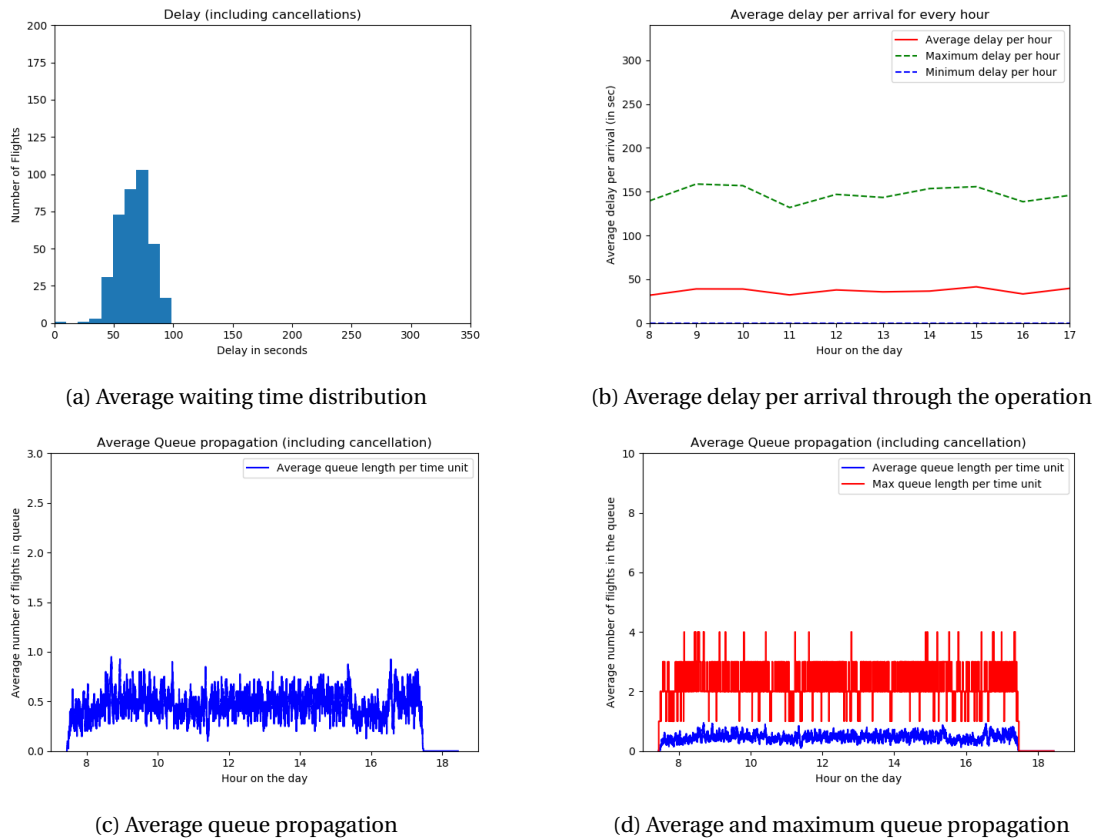 Delay (including cancellations)
200
175
150
125
100
75
50
25
0
Number of Flights
0 50 100 150 200 250 300 350
Delay in seconds
(a) Average waiting time distribution
Average delay per arrival for every hour
Average delay per hour
Maximum delay per hour
Minimum delay per hour
300
250
200
150
100
50
0
Average delay per arrival (in sec)
8 9 10 11 12 13 14 15 16 17
Hour on the day
(b) Average delay per arrival through the operation
Average Queue propagation (including cancellation)
Average queue length per time unit
3.0
2.5
2.0
1.5
1.0
0.5
0.0
Average number of flights in queue
8 10 12 14 16 18
Hour on the day
(c) Average queue propagation
Average Queue propagation (including cancellation)
Average queue length per time unit
Max queue length per time unit
10
8
6
4
2
0
Average number of flights in the queue
8 10 12 14 16 18
Hour on the day
(d) Average and maximum queue propagation